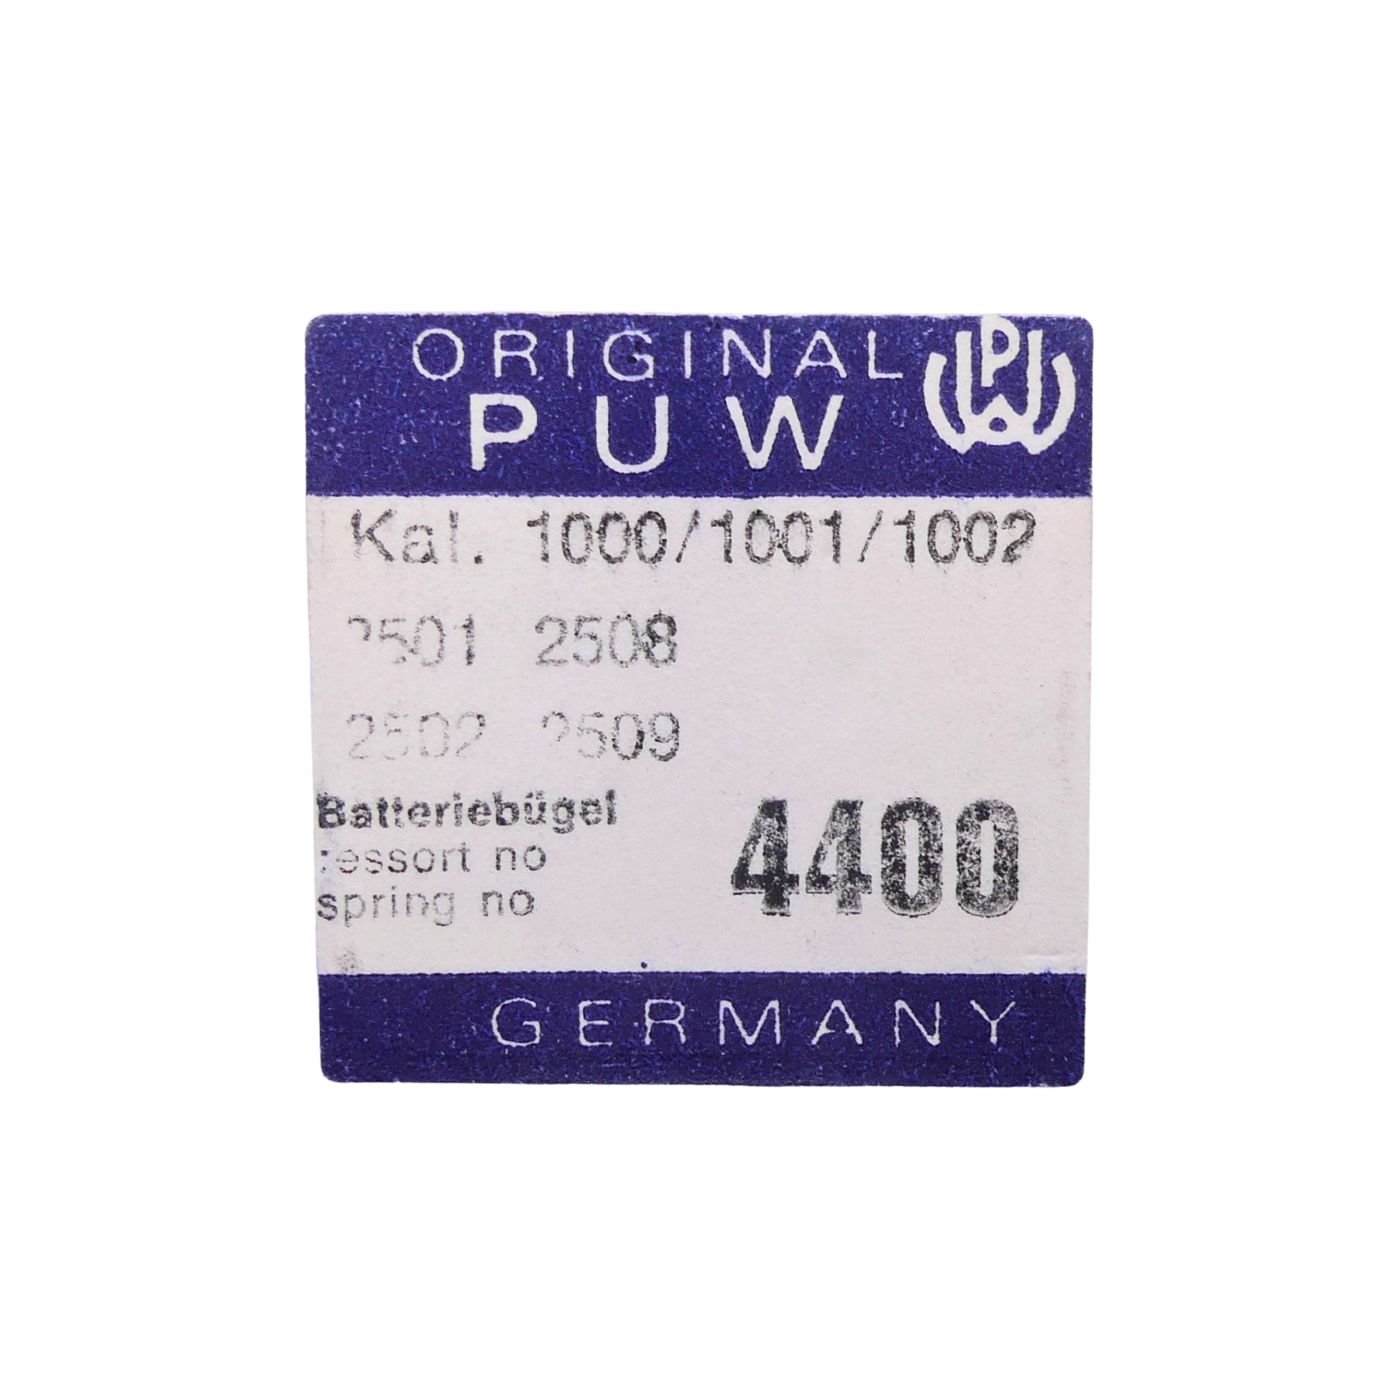 ORIGINAL
PUW
Kal. 1000/1001/1002
2501 2508
2502 2509
Batteriebügel
ressort no
spring no
4400
GERMANY